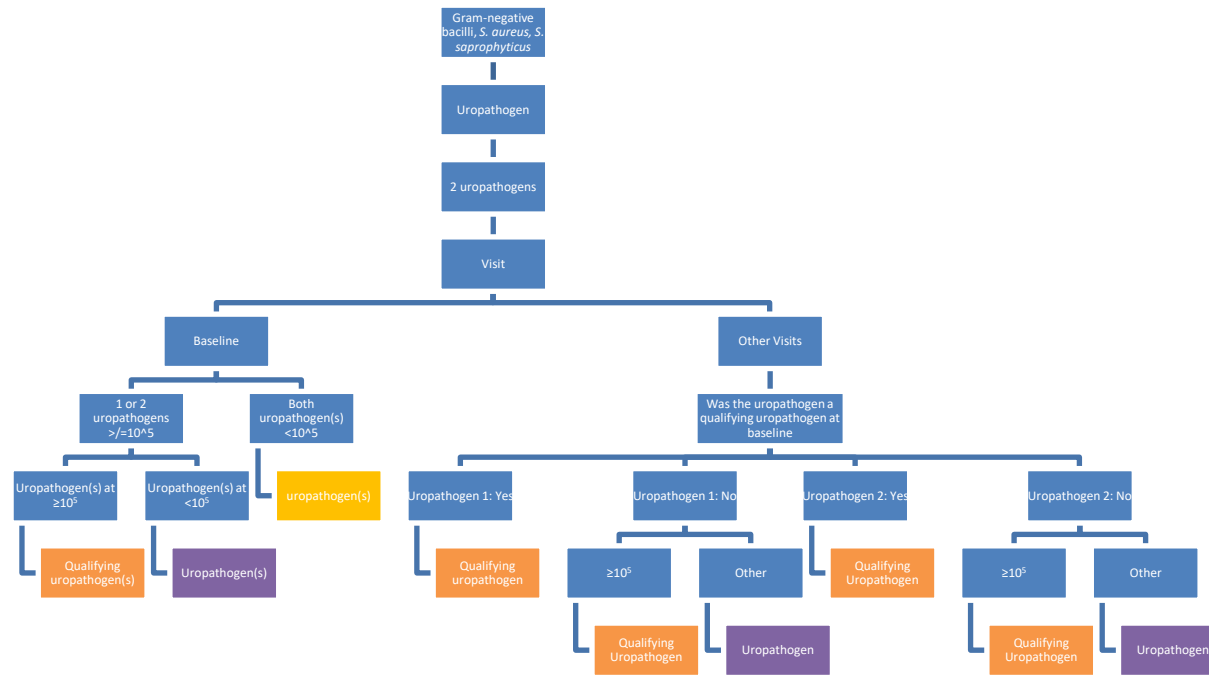 Gram-negative
bacilli, S. aureus, S.
saprophyticus
Uropathogen
2 uropathogens
Visit
Baseline
Other Visits
1 or 2
uropathogens
>/=10^5
Both
uropathogen(s)
<10^5
Was the uropathogen a
qualifying uropathogen at
baseline
Uropathogen(s) at
≥10⁵
Uropathogen(s) at
<10⁵
uropathogen(s)
Uropathogen 1: Yes
Uropathogen 1: No
Uropathogen 2: Yes
Uropathogen 2: No
Qualifying
uropathogen(s)
Uropathogen(s)
Qualifying
uropathogen
≥10⁵
Other
Qualifying
Uropathogen
≥10⁵
Other
Qualifying
Uropathogen
Uropathogen
Qualifying
Uropathogen
Uropathogen